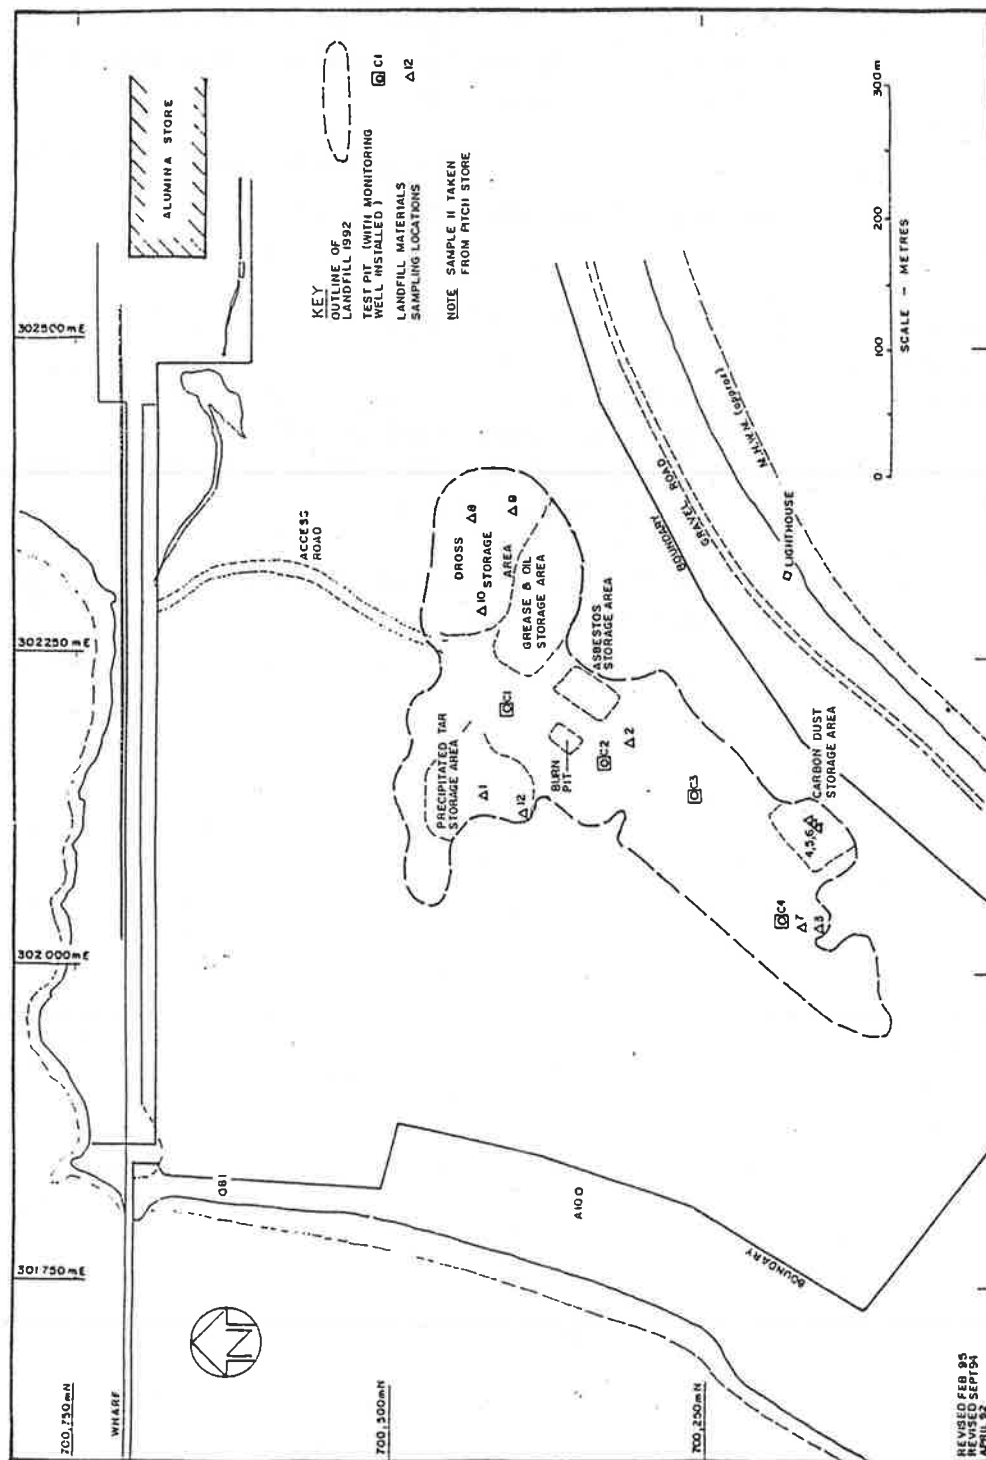 302500mE
ALUMINA STORE
KEY
OUTLINE OF
LANDFILL 1992
TEST PIT (WITH MONITORING
WELL INSTALLED)
C1
LANDFILL MATERIALS
SAMPLING LOCATIONS
12
NOTE SAMPLE 11 TAKEN
FROM PITCH STORE
0
100
200
300m
SCALE - METRES
302250mE
ACCESS
ROAD
DROSS
STORAGE
AREA
8
9
10
GREASE & OIL
STORAGE AREA
ASBESTOS
STORAGE AREA
PRECIPITATED TAR
STORAGE AREA
C1
1
12
BURN
PIT
C2
2
C3
CARBON DUST
STORAGE AREA
4,5,6
C4
7
3
BOUNDARY
GRAVEL ROAD
M.H.W.M. (approx)
LIGHTHOUSE
302000mE
OB1
A100
BOUNDARY
301750mE
N
WHARF
700,750mN
700,500mN
700,250mN
REVISED FEB 95
REVISED SEPT 94
APRIL 92